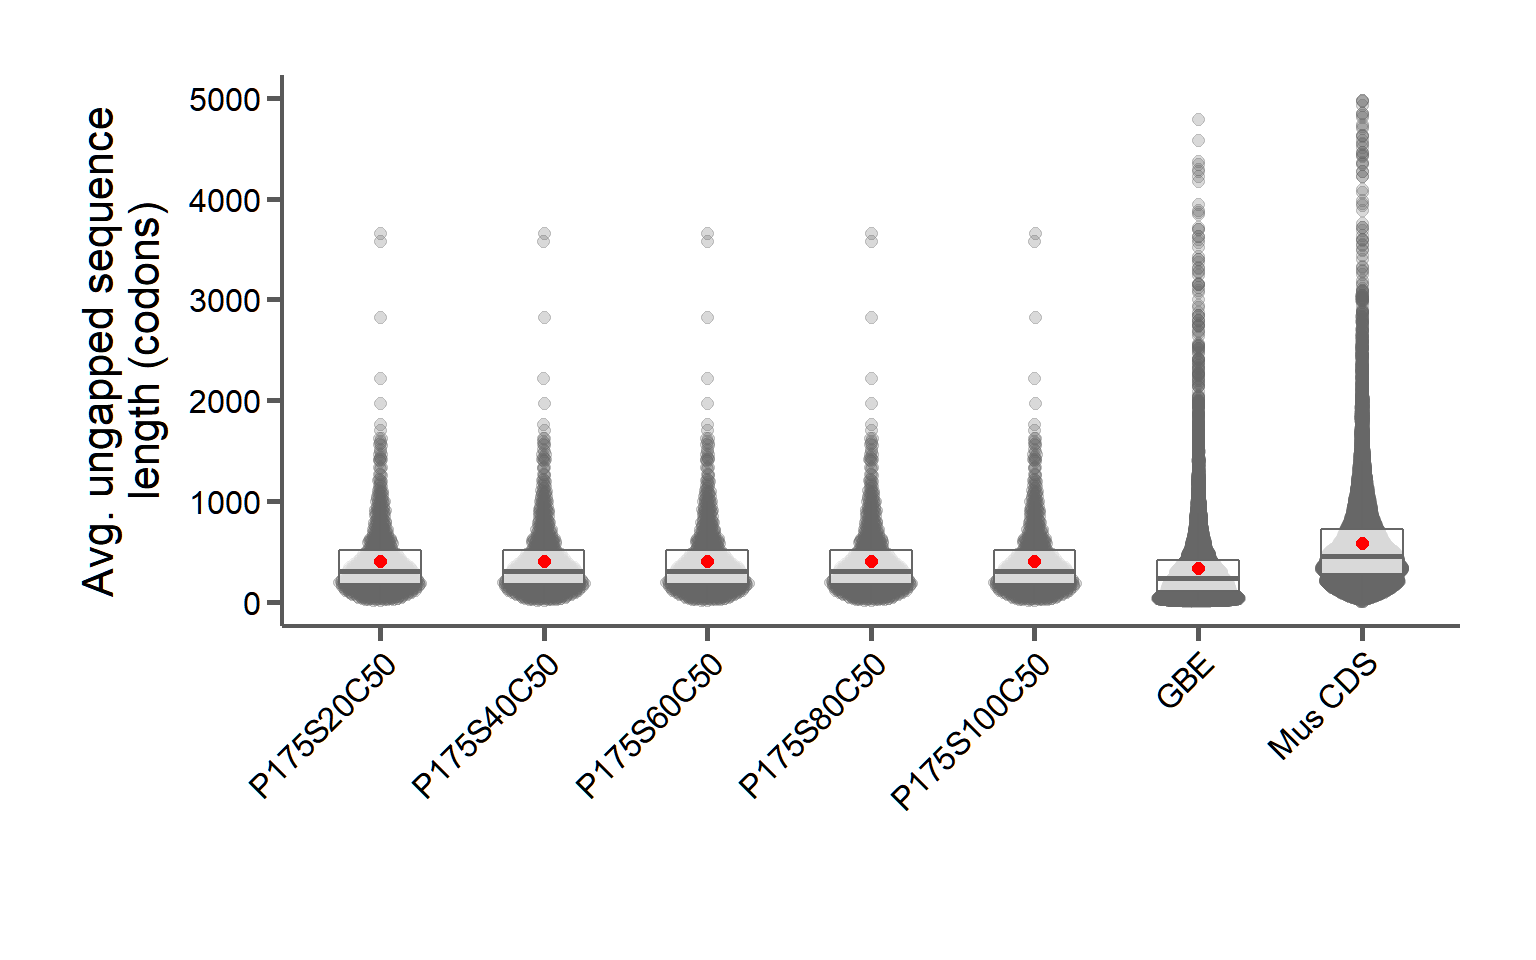 Avg. ungapped sequence
length (codons)
5000
4000
3000
2000
1000
0
P175S20C50
P175S40C50
P175S60C50
P175S80C50
P175S100C50
GBE
Mus CDS